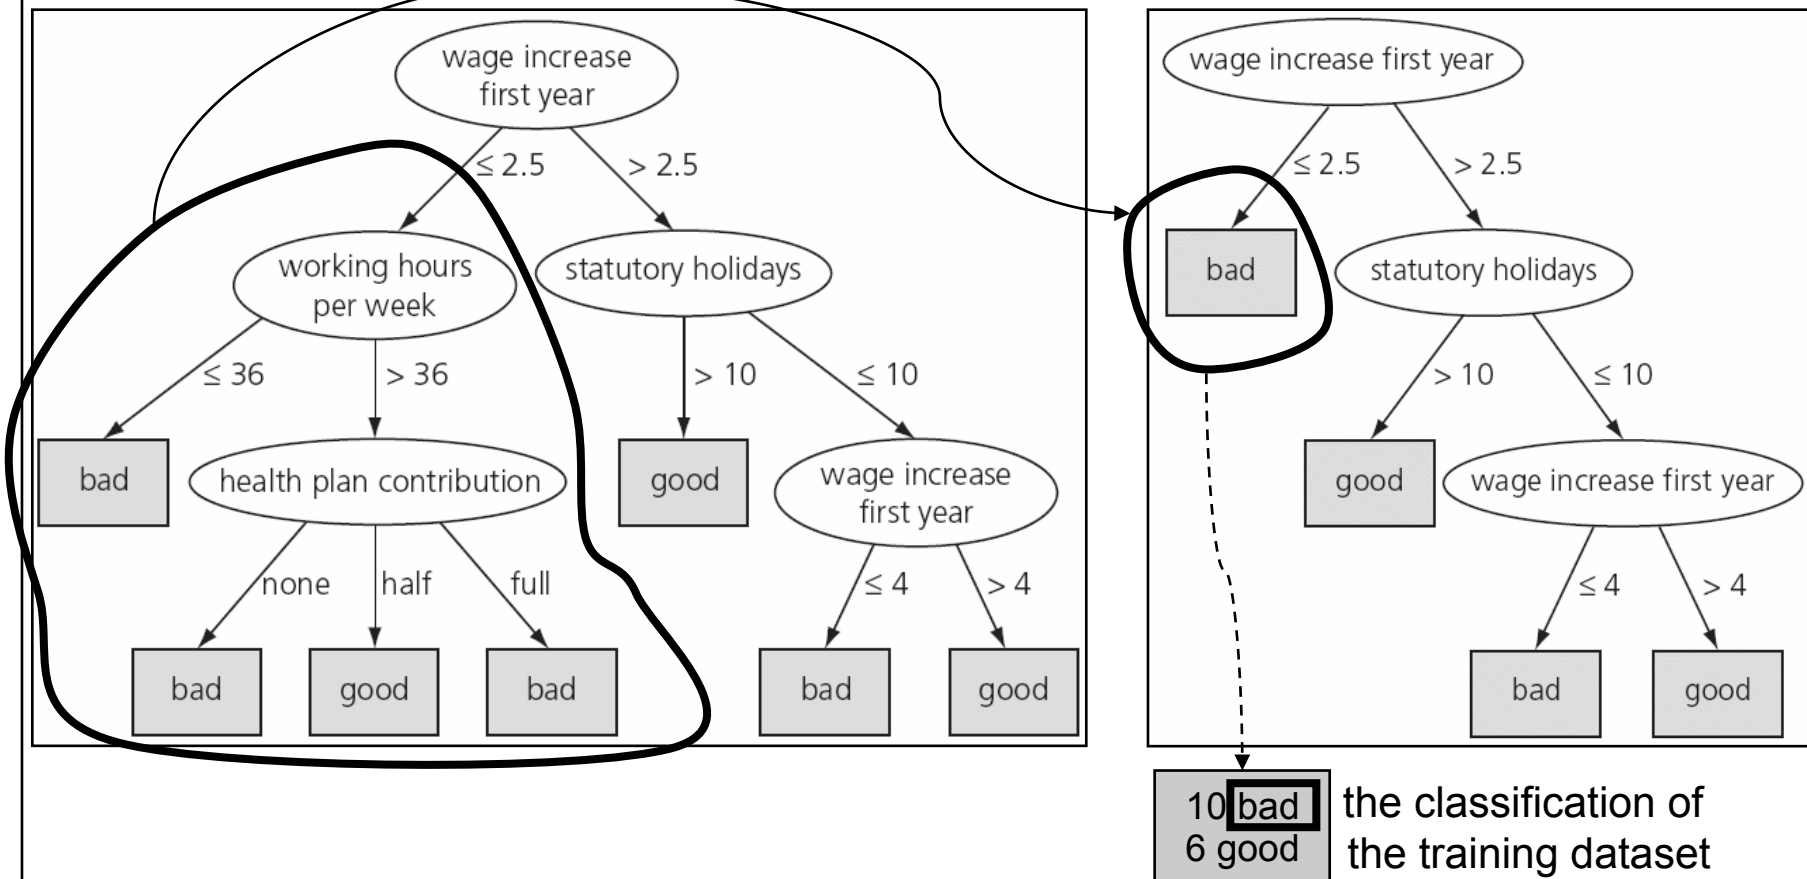 wage increase
first year
≤ 2.5
> 2.5
working hours
per week
statutory holidays
≤ 36
> 36
> 10
≤ 10
bad
health plan contribution
good
wage increase
first year
none
half
full
≤ 4
> 4
bad
good
bad
bad
good
wage increase first year
≤ 2.5
> 2.5
bad
statutory holidays
> 10
≤ 10
good
wage increase first year
≤ 4
> 4
bad
good
10 bad
6 good
the classification of
the training dataset